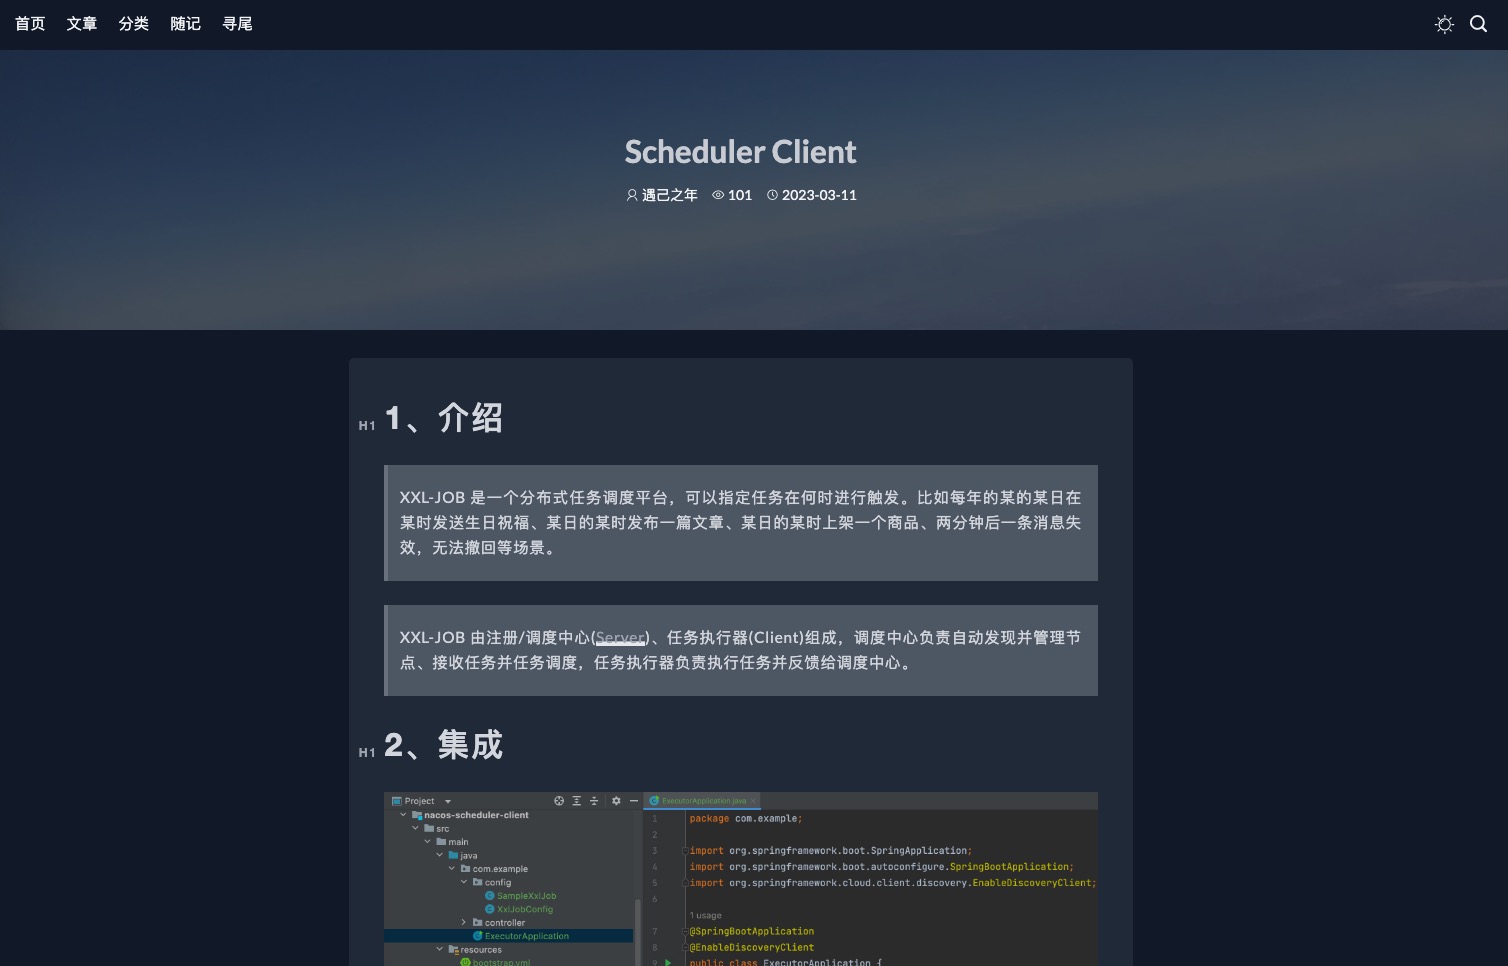 首页 文章 分类 随记 寻尾
Scheduler Client
遇己之年 101 2023-03-11
H1 1、介绍
XXL-JOB 是一个分布式任务调度平台，可以指定任务在何时进行触发。比如每年的某的某日在
某时发送生日祝福、某日的某时发布一篇文章、某日的某时上架一个商品、两分钟后一条消息失
效，无法撤回等场景。
XXL-JOB 由注册/调度中心(Server)、任务执行器(Client)组成，调度中心负责自动发现并管理节
点、接收任务并任务调度，任务执行器负责执行任务并反馈给调度中心。
H1 2、集成
Project
nacos-scheduler-client
src
main
java
com.example
config
SampleXxlJob
XxlJobConfig
controller
ExecutorApplication
resources
bootstrap.yml
ExecutorApplication.java
1 package com.example;
2
3 import org.springframework.boot.SpringApplication;
4 import org.springframework.boot.autoconfigure.SpringBootApplication;
5 import org.springframework.cloud.client.discovery.EnableDiscoveryClient;
6
1 usage
7 @SpringBootApplication
8 @EnableDiscoveryClient
9 public class ExecutorApplication {